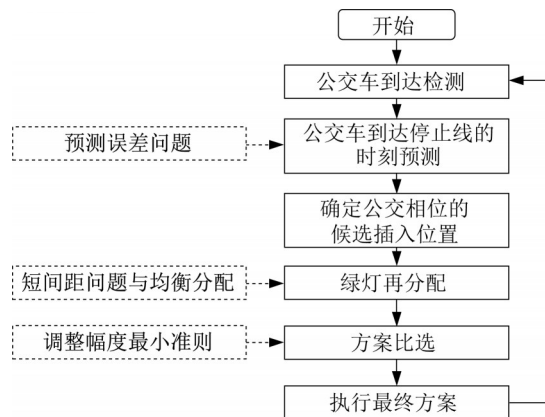 开始
公交车到达检测
预测误差问题
公交车到达停止线的
时刻预测
确定公交相位的
候选插入位置
短间距问题与均衡分配
绿灯再分配
调整幅度最小准则
方案比选
执行最终方案